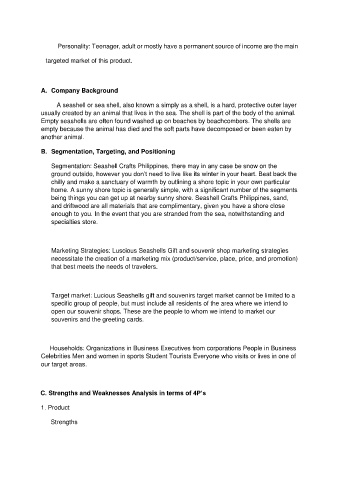 Personality: Teenager, adult or mostly have a permanent source of income are the main
targeted market of this product.
A. Company Background
A seashell or sea shell, also known a simply as a shell, is a hard, protective outer layer
usually created by an animal that lives in the sea. The shell is part of the body of the animal.
Empty seashells are often found washed up on beaches by beachcombers. The shells are
empty because the animal has died and the soft parts have decomposed or been eaten by
another animal.
B. Segmentation, Targeting, and Positioning
Segmentation: Seashell Crafts Philippines, there may in any case be snow on the
ground outside, however you don't need to live like its winter in your heart. Beat back the
chilly and make a sanctuary of warmth by outlining a shore topic in your own particular
home. A sunny shore topic is generally simple, with a significant number of the segments
being things you can get up at nearby sunny shore. Seashell Crafts Philippines, sand,
and driftwood are all materials that are complimentary, given you have a shore close
enough to you. In the event that you are stranded from the sea, notwithstanding and
specialties store.
Marketing Strategies: Luscious Seashells Gift and souvenir shop marketing strategies
necessitate the creation of a marketing mix (product/service, place, price, and promotion)
that best meets the needs of travelers.
Target market: Lucious Seashells gift and souvenirs target market cannot be limited to a
specific group of people, but must include all residents of the area where we intend to
open our souvenir shops. These are the people to whom we intend to market our
souvenirs and the greeting cards.
Households: Organizations in Business Executives from corporations People in Business
Celebrities Men and women in sports Student Tourists Everyone who visits or lives in one of
our target areas.
C. Strengths and Weaknesses Analysis in terms of 4P's
1. Product
Strengths